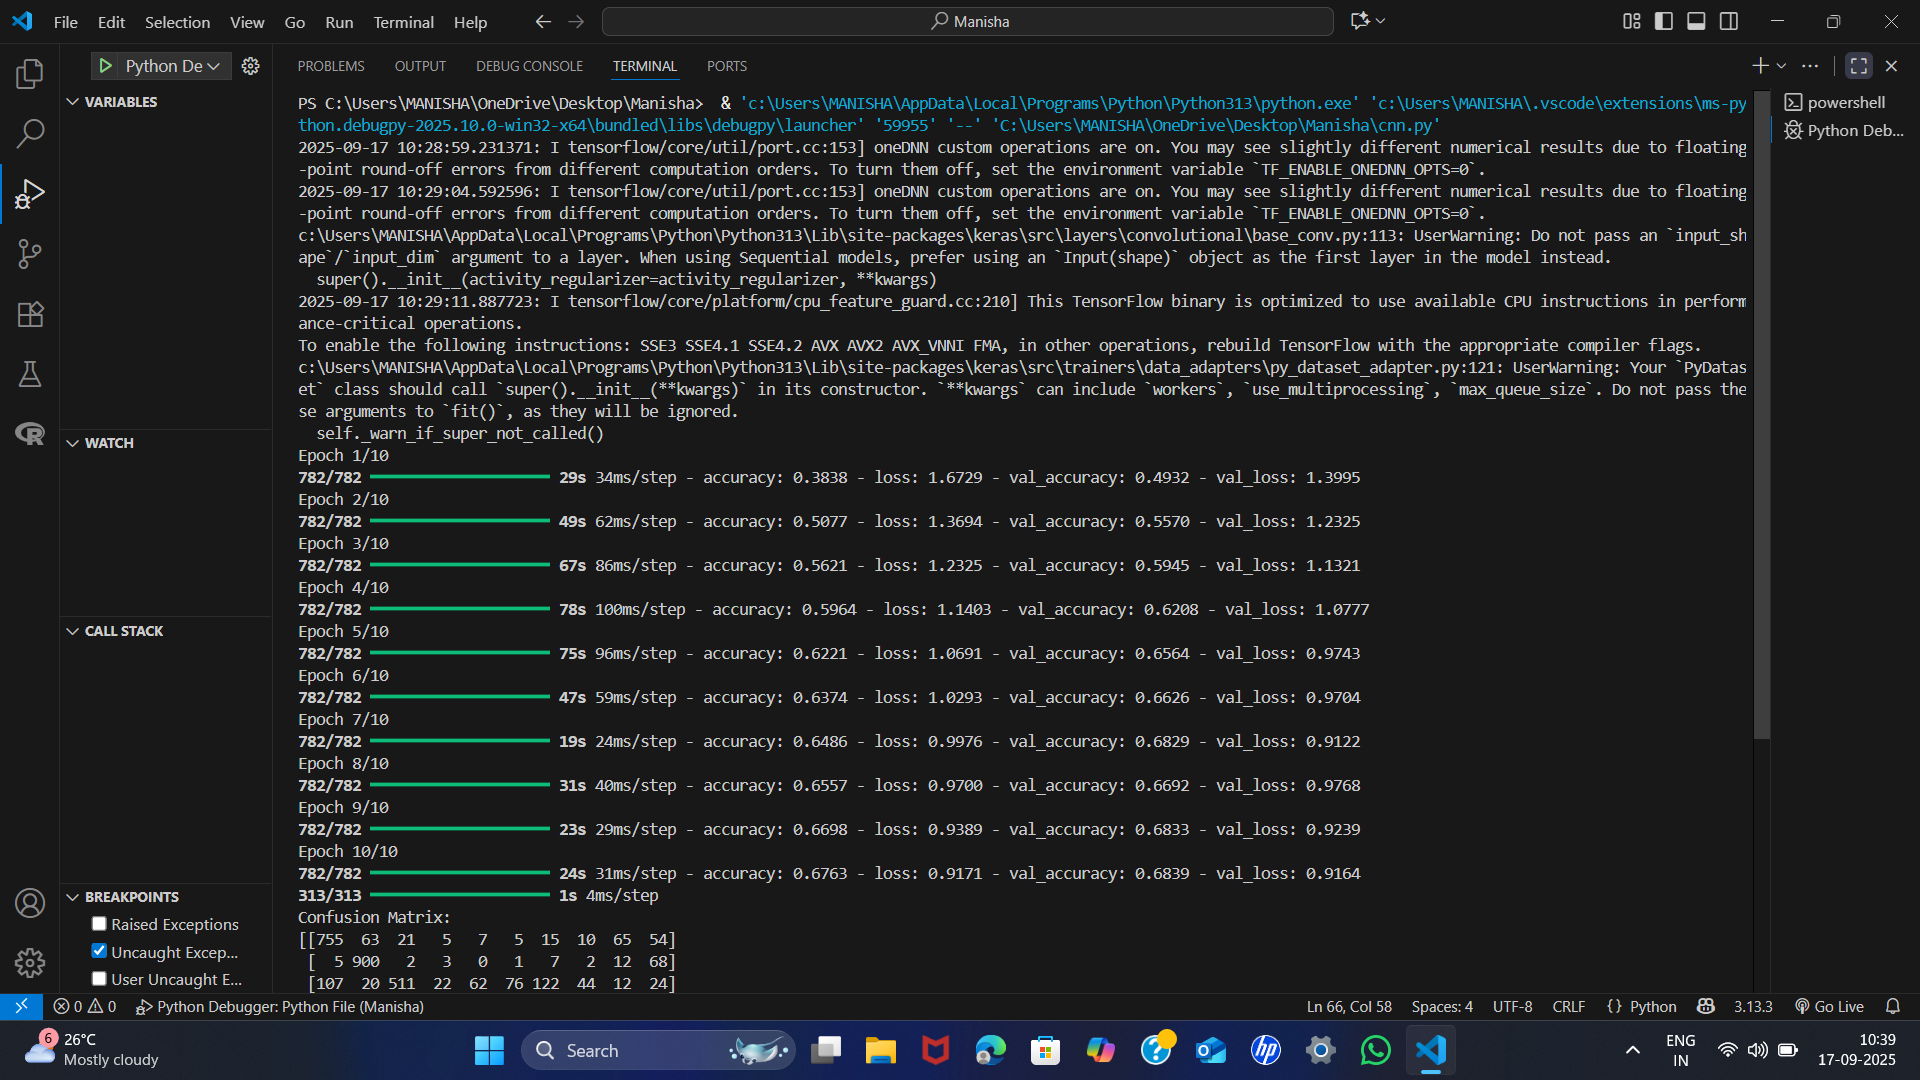 File Edit Selection View Go Run Terminal Help
Manisha
Python De
PROBLEMS OUTPUT DEBUG CONSOLE TERMINAL PORTS
VARIABLES
WATCH
CALL STACK
BREAKPOINTS
Raised Exceptions
Uncaught Excep...
User Uncaught E...
PS C:\Users\MANISHA\OneDrive\Desktop\Manisha>  & 'c:\Users\MANISHA\AppData\Local\Programs\Python\Python313\python.exe' 'c:\Users\MANISHA\.vscode\extensions\ms-py
thon.debugpy-2025.10.0-win32-x64\bundled\libs\debugpy\launcher' '59955' '--' 'C:\Users\MANISHA\OneDrive\Desktop\Manisha\cnn.py'
2025-09-17 10:28:59.231371: I tensorflow/core/util/port.cc:153] oneDNN custom operations are on. You may see slightly different numerical results due to floating
-point round-off errors from different computation orders. To turn them off, set the environment variable `TF_ENABLE_ONEDNN_OPTS=0`.
2025-09-17 10:29:04.592596: I tensorflow/core/util/port.cc:153] oneDNN custom operations are on. You may see slightly different numerical results due to floating
-point round-off errors from different computation orders. To turn them off, set the environment variable `TF_ENABLE_ONEDNN_OPTS=0`.
c:\Users\MANISHA\AppData\Local\Programs\Python\Python313\Lib\site-packages\keras\src\layers\convolutional\base_conv.py:113: UserWarning: Do not pass an `input_sh
ape`/`input_dim` argument to a layer. When using Sequential models, prefer using an `Input(shape)` object as the first layer in the model instead.
super().__init__(activity_regularizer=activity_regularizer, **kwargs)
2025-09-17 10:29:11.887723: I tensorflow/core/platform/cpu_feature_guard.cc:210] This TensorFlow binary is optimized to use available CPU instructions in perform
ance-critical operations.
To enable the following instructions: SSE3 SSE4.1 SSE4.2 AVX AVX2 AVX_VNNI FMA, in other operations, rebuild TensorFlow with the appropriate compiler flags.
c:\Users\MANISHA\AppData\Local\Programs\Python\Python313\Lib\site-packages\keras\src\trainers\data_adapters\py_dataset_adapter.py:121: UserWarning: Your `PyDatas
et` class should call `super().__init__(**kwargs)` in its constructor. `**kwargs` can include `workers`, `use_multiprocessing`, `max_queue_size`. Do not pass the
se arguments to `fit()`, as they will be ignored.
self._warn_if_super_not_called()
Epoch 1/10
782/782 29s 34ms/step - accuracy: 0.3838 - loss: 1.6729 - val_accuracy: 0.4932 - val_loss: 1.3995
Epoch 2/10
782/782 49s 62ms/step - accuracy: 0.5077 - loss: 1.3694 - val_accuracy: 0.5570 - val_loss: 1.2325
Epoch 3/10
782/782 67s 86ms/step - accuracy: 0.5621 - loss: 1.2325 - val_accuracy: 0.5945 - val_loss: 1.1321
Epoch 4/10
782/782 78s 100ms/step - accuracy: 0.5964 - loss: 1.1403 - val_accuracy: 0.6208 - val_loss: 1.0777
Epoch 5/10
782/782 75s 96ms/step - accuracy: 0.6221 - loss: 1.0691 - val_accuracy: 0.6564 - val_loss: 0.9743
Epoch 6/10
782/782 47s 59ms/step - accuracy: 0.6374 - loss: 1.0293 - val_accuracy: 0.6626 - val_loss: 0.9704
Epoch 7/10
782/782 19s 24ms/step - accuracy: 0.6486 - loss: 0.9976 - val_accuracy: 0.6829 - val_loss: 0.9122
Epoch 8/10
782/782 31s 40ms/step - accuracy: 0.6557 - loss: 0.9700 - val_accuracy: 0.6692 - val_loss: 0.9768
Epoch 9/10
782/782 23s 29ms/step - accuracy: 0.6698 - loss: 0.9389 - val_accuracy: 0.6833 - val_loss: 0.9239
Epoch 10/10
782/782 24s 31ms/step - accuracy: 0.6763 - loss: 0.9171 - val_accuracy: 0.6839 - val_loss: 0.9164
313/313 1s 4ms/step
Confusion Matrix:
[[755  63  21   5   7   5  15  10  65  54]
[  5 900   2   3   0   1   7   2  12  68]
[107  20 511  22  62  76 122  44  12  24]
powershell
Python Deb...
0 0 Python Debugger: Python File (Manisha)
Ln 66, Col 58 Spaces: 4 UTF-8 CRLF {} Python 3.13.3 Go Live
6
26°C
Mostly cloudy
Search
hp
ENG
IN
10:39
17-09-2025